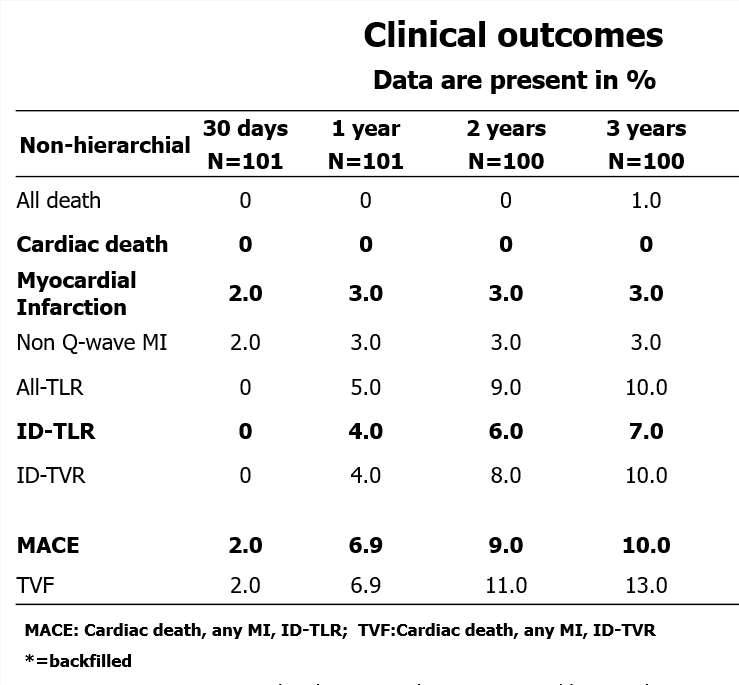 Clinical outcomes
Data are present in %
Non-hierarchial 30 days 1 year 2 years 3 years
N=101 N=101 N=100 N=100
All death 0 0 0 1.0
Cardiac death 0 0 0 0
Myocardial
Infarction 2.0 3.0 3.0 3.0
Non Q-wave MI 2.0 3.0 3.0 3.0
All-TLR 0 5.0 9.0 10.0
ID-TLR 0 4.0 6.0 7.0
ID-TVR 0 4.0 8.0 10.0
MACE 2.0 6.9 9.0 10.0
TVF 2.0 6.9 11.0 13.0
MACE: Cardiac death, any MI, ID-TLR; TVF:Cardiac death, any MI, ID-TVR
*=backfilled